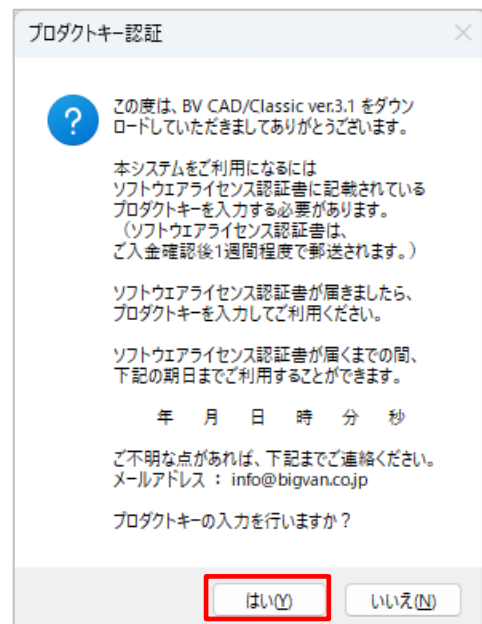 プロダクトキー認証
?
この度は、BV CAD/Classic ver.3.1 をダウン
ロードしていただきましてありがとうございます。
本システムをご利用になるには
ソフトウエアライセンス認証書に記載されている
プロダクトキーを入力する必要があります。
（ソフトウエアライセンス認証書は、
ご入金確認後1週間程度で郵送されます。）
ソフトウエアライセンス認証書が届きましたら、
プロダクトキーを入力してご利用ください。
ソフトウエアライセンス認証書が届くまでの間、
下記の期日までご利用することができます。
年 月 日 時 分 秒
ご不明な点があれば、下記までご連絡ください。
メールアドレス ： info@bigvan.co.jp
プロダクトキーの入力を行いますか？
はい(Y) いいえ(N)